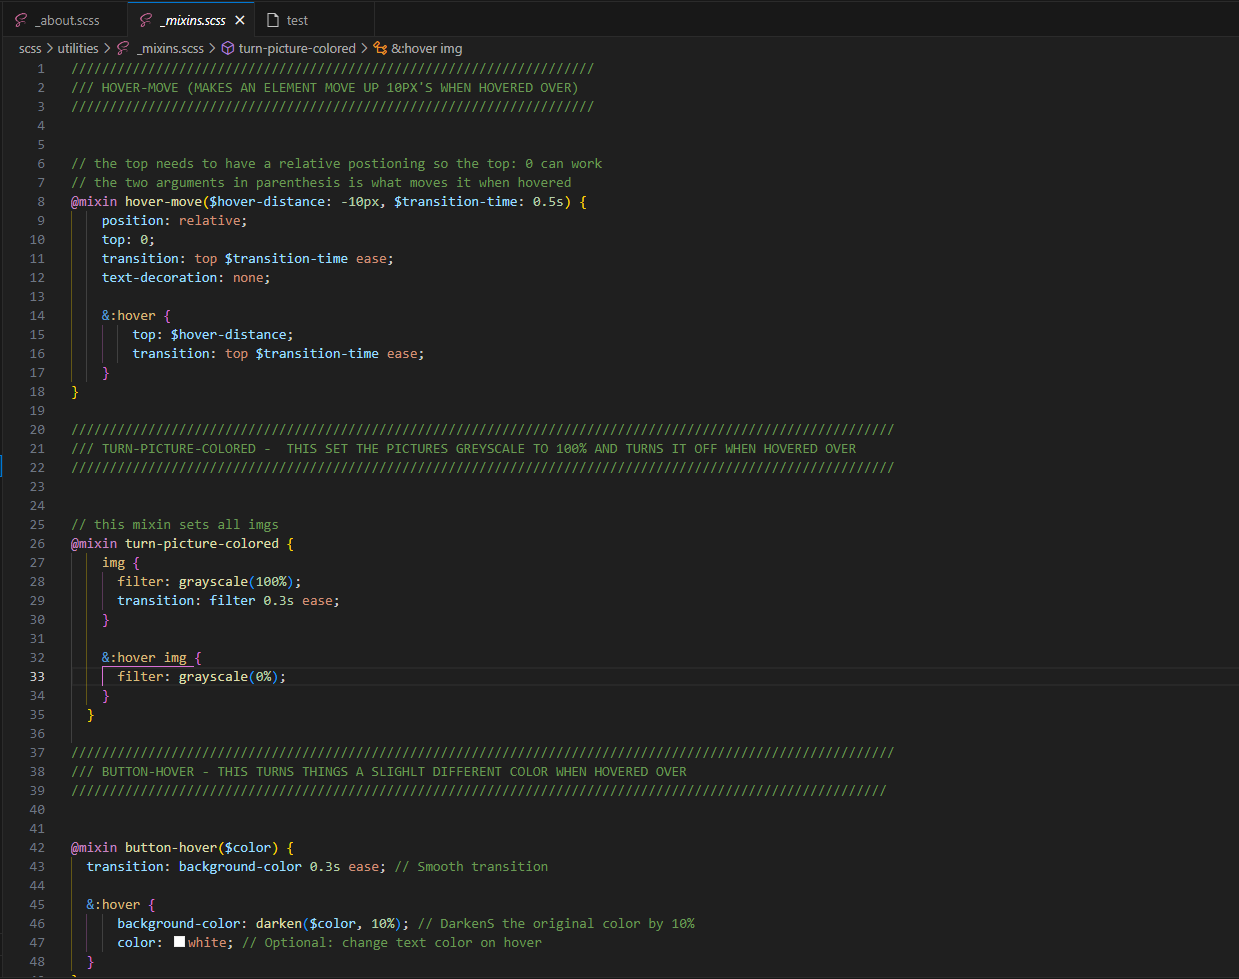 _about.scss _mixins.scss × test
scss > utilities > _mixins.scss > turn-picture-colored > &:hover img
1 ////////////////////////////////////////////////////////////////////
2 /// HOVER-MOVE (MAKES AN ELEMENT MOVE UP 10PX'S WHEN HOVERED OVER)
3 ////////////////////////////////////////////////////////////////////
4
5
6 // the top needs to have a relative postioning so the top: 0 can work
7 // the two arguments in parenthesis is what moves it when hovered
8 @mixin hover-move($hover-distance: -10px, $transition-time: 0.5s) {
9 position: relative;
10 top: 0;
11 transition: top $transition-time ease;
12 text-decoration: none;
13
14 &:hover {
15 top: $hover-distance;
16 transition: top $transition-time ease;
17 }
18 }
19
20 ///////////////////////////////////////////////////////////////////////////////////////////////////////////
21 /// TURN-PICTURE-COLORED -  THIS SET THE PICTURES GREYSCALE TO 100% AND TURNS IT OFF WHEN HOVERED OVER
22 ///////////////////////////////////////////////////////////////////////////////////////////////////////////
23
24
25 // this mixin sets all imgs
26 @mixin turn-picture-colored {
27 img {
28 filter: grayscale(100%);
29 transition: filter 0.3s ease;
30 }
31
32 &:hover img {
33 filter: grayscale(0%);
34 }
35 }
36
37 ///////////////////////////////////////////////////////////////////////////////////////////////////////////
38 /// BUTTON-HOVER - THIS TURNS THINGS A SLIGHLT DIFFERENT COLOR WHEN HOVERED OVER
39 //////////////////////////////////////////////////////////////////////////////////////////////////////////
40
41
42 @mixin button-hover($color) {
43 transition: background-color 0.3s ease; // Smooth transition
44
45 &:hover {
46 background-color: darken($color, 10%); // DarkenS the original color by 10%
47 color: white; // Optional: change text color on hover
48 }